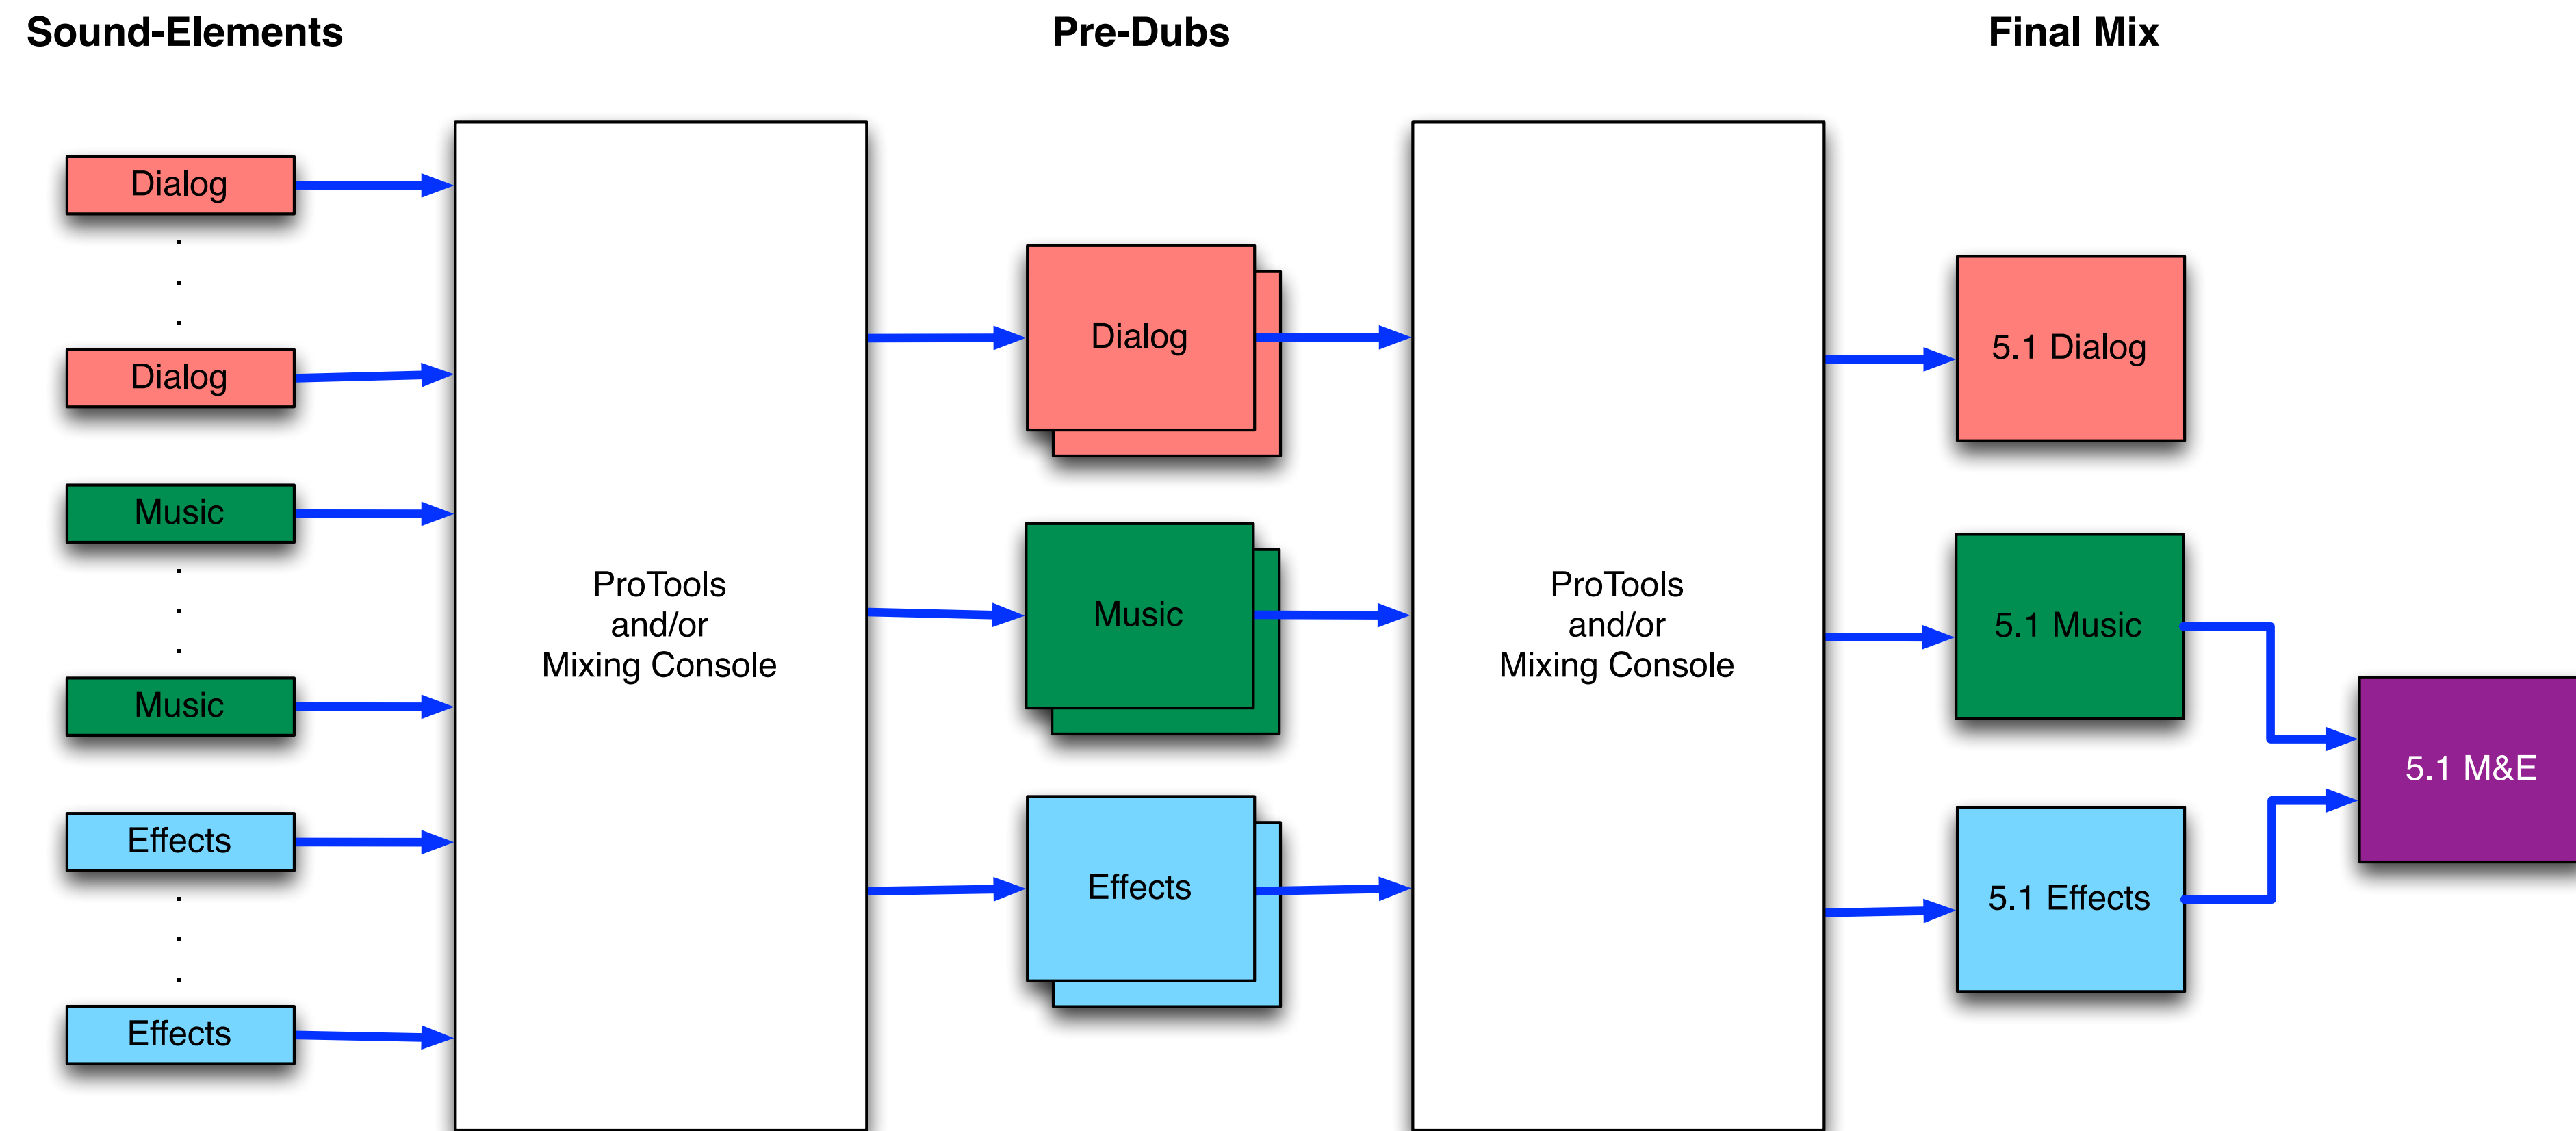 Sound-Elements
Pre-Dubs
Final Mix
Dialog
.
.
.
Dialog
Music
.
.
.
Music
Effects
.
.
.
Effects
ProTools
and/or
Mixing Console
Dialog
Music
Effects
ProTools
and/or
Mixing Console
5.1 Dialog
5.1 Music
5.1 Effects
5.1 M&E